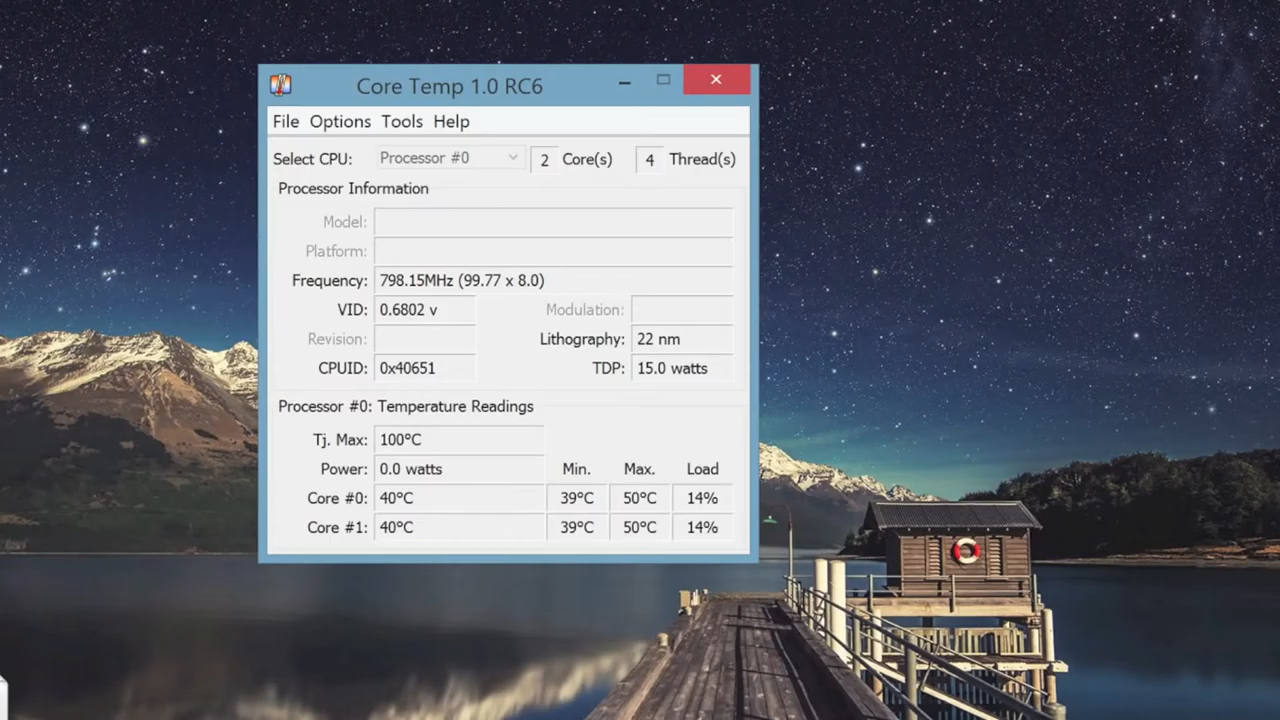 Core Temp 1.0 RC6
File Options Tools Help
Select CPU: Processor #0 2 Core(s) 4 Thread(s)
Processor Information
Model:
Platform:
Frequency: 798.15MHz (99.77 x 8.0)
VID: 0.6802 v Modulation:
Revision: Lithography: 22 nm
CPUID: 0x40651 TDP: 15.0 watts
Processor #0: Temperature Readings
Tj. Max: 100°C
Power: 0.0 watts Min. Max. Load
Core #0: 40°C 39°C 50°C 14%
Core #1: 40°C 39°C 50°C 14%